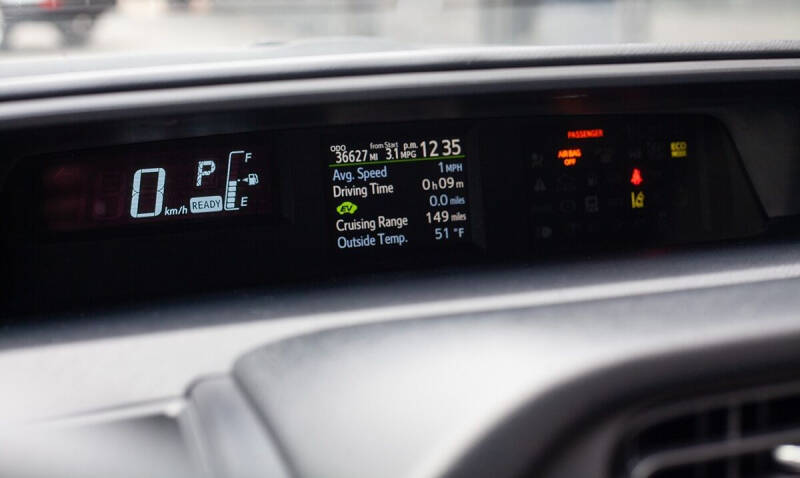 0 km/h
P
READY
F
E
ODO from Start p.m. 12 35
36627 MI 3.1 MPG
Avg. Speed 1 MPH
Driving Time 0 h 09 m
EV 0.0 miles
Cruising Range 149 miles
Outside Temp. 51 °F
PASSENGER
AIR BAG
OFF
ECO
MODE